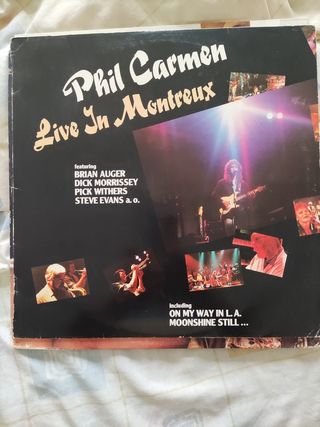 Phil Carmen
Live In Montreux
featuring
BRIAN AUGER
DICK MORRISSEY
PICK WITHERS
STEVE EVANS a. o.
including
ON MY WAY IN L. A.
MOONSHINE STILL ...